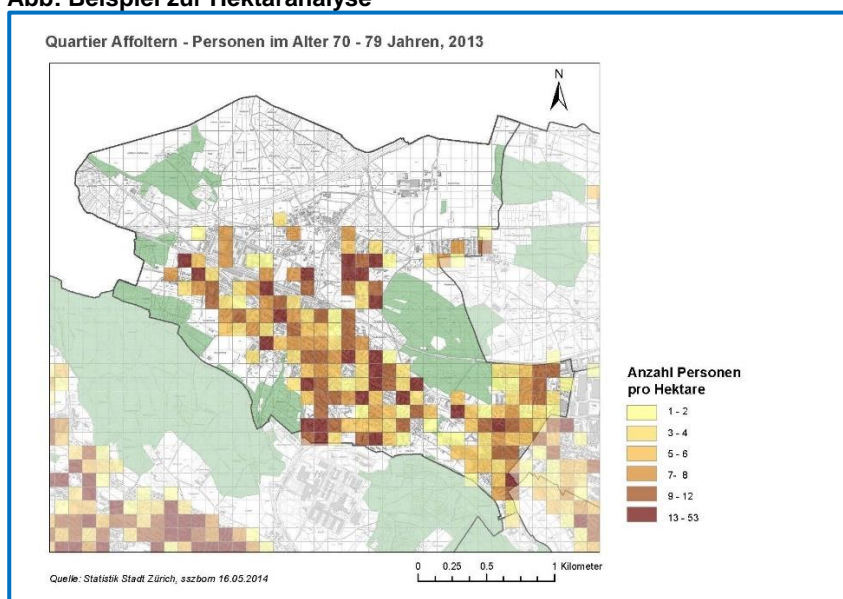 Abb: Beispiel zur Hektaranalyse
Quartier Affoltern - Personen im Alter 70 - 79 Jahren, 2013
N
Anzahl Personen
pro Hektare
1 - 2
3 - 4
5 - 6
7- 8
9 - 12
13 - 53
Quelle: Statistik Stadt Zürich, sszbom 16.05.2014
0 0.25 0.5 1 Kilometer